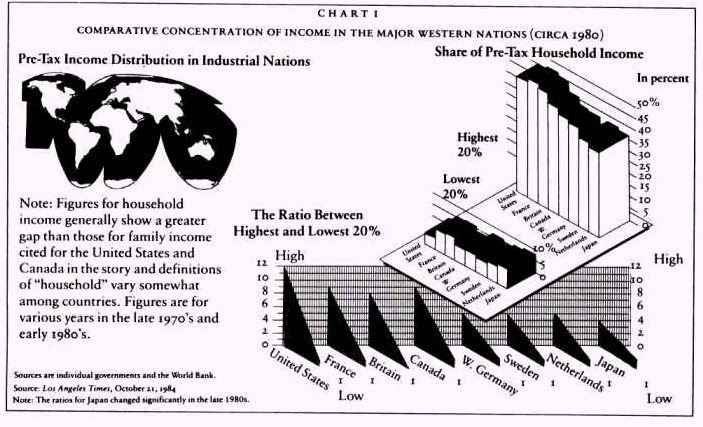 CHART I
COMPARATIVE CONCENTRATION OF INCOME IN THE MAJOR WESTERN NATIONS (CIRCA 1980)
Pre-Tax Income Distribution in Industrial Nations
Share of Pre-Tax Household Income
In percent
50%
45
40
35
30
25
20
15
10
5
0
Highest
20%
United
States
France
Britain
Canada
W.
Germany
Sweden
Netherlands
Japan
Lowest
20%
10%
5
0
United
States
France
Britain
Canada
W.
Germany
Sweden
Netherlands
Japan
Note: Figures for household
income generally show a greater
gap than those for family income
cited for the United States and
Canada in the story and definitions
of "household" vary somewhat
among countries. Figures are for
various years in the late 1970's and
early 1980's.
The Ratio Between
Highest and Lowest 20%
High
12
10
8
6
4
2
0
High
12
10
8
6
4
2
0
United States
France
Britain
Canada
W. Germany
Sweden
Netherlands
Japan
1 1 1 1 1 1 1 1
Low
Low
Sources are individual governments and the World Bank.
Source: Los Angeles Times, October 21, 1984
Note: The ratios for Japan changed significantly in the late 1980s.